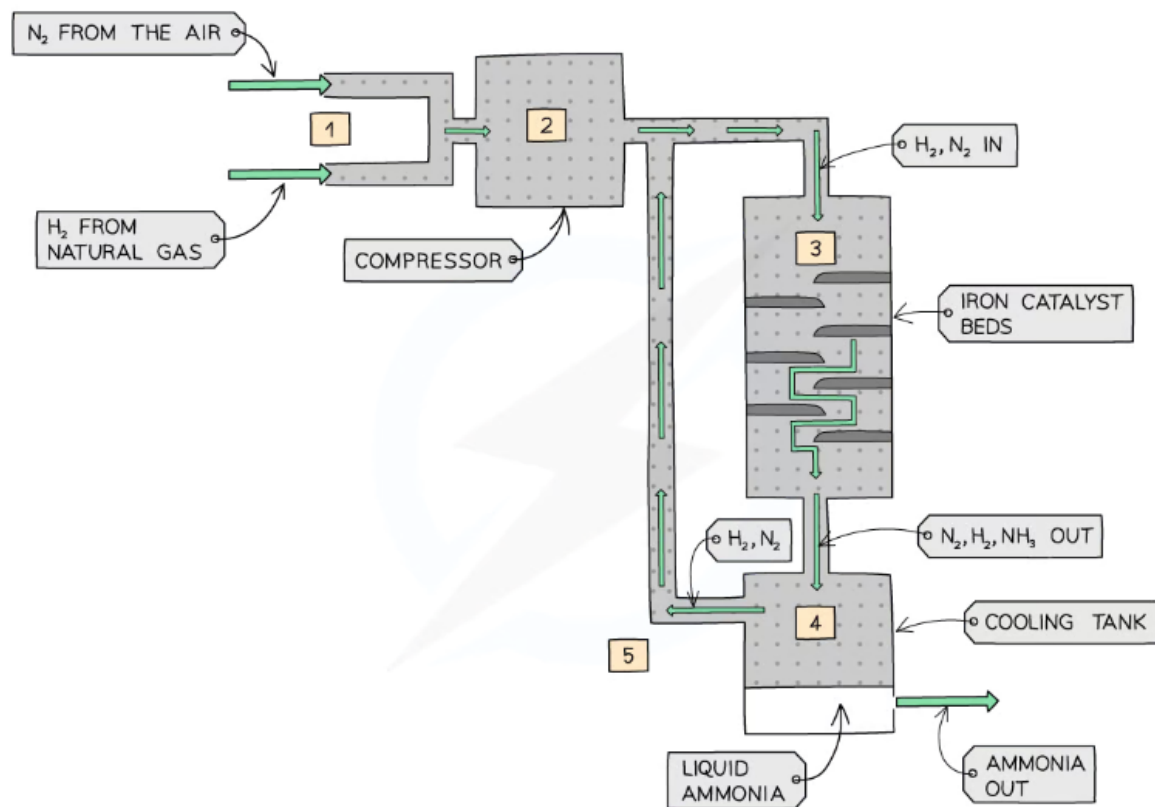 N₂ FROM THE AIR
1
2
H₂ FROM
NATURAL GAS
COMPRESSOR
H₂, N₂ IN
3
IRON CATALYST
BEDS
H₂, N₂
N₂, H₂, NH₃ OUT
4
COOLING TANK
5
LIQUID
AMMONIA
AMMONIA
OUT